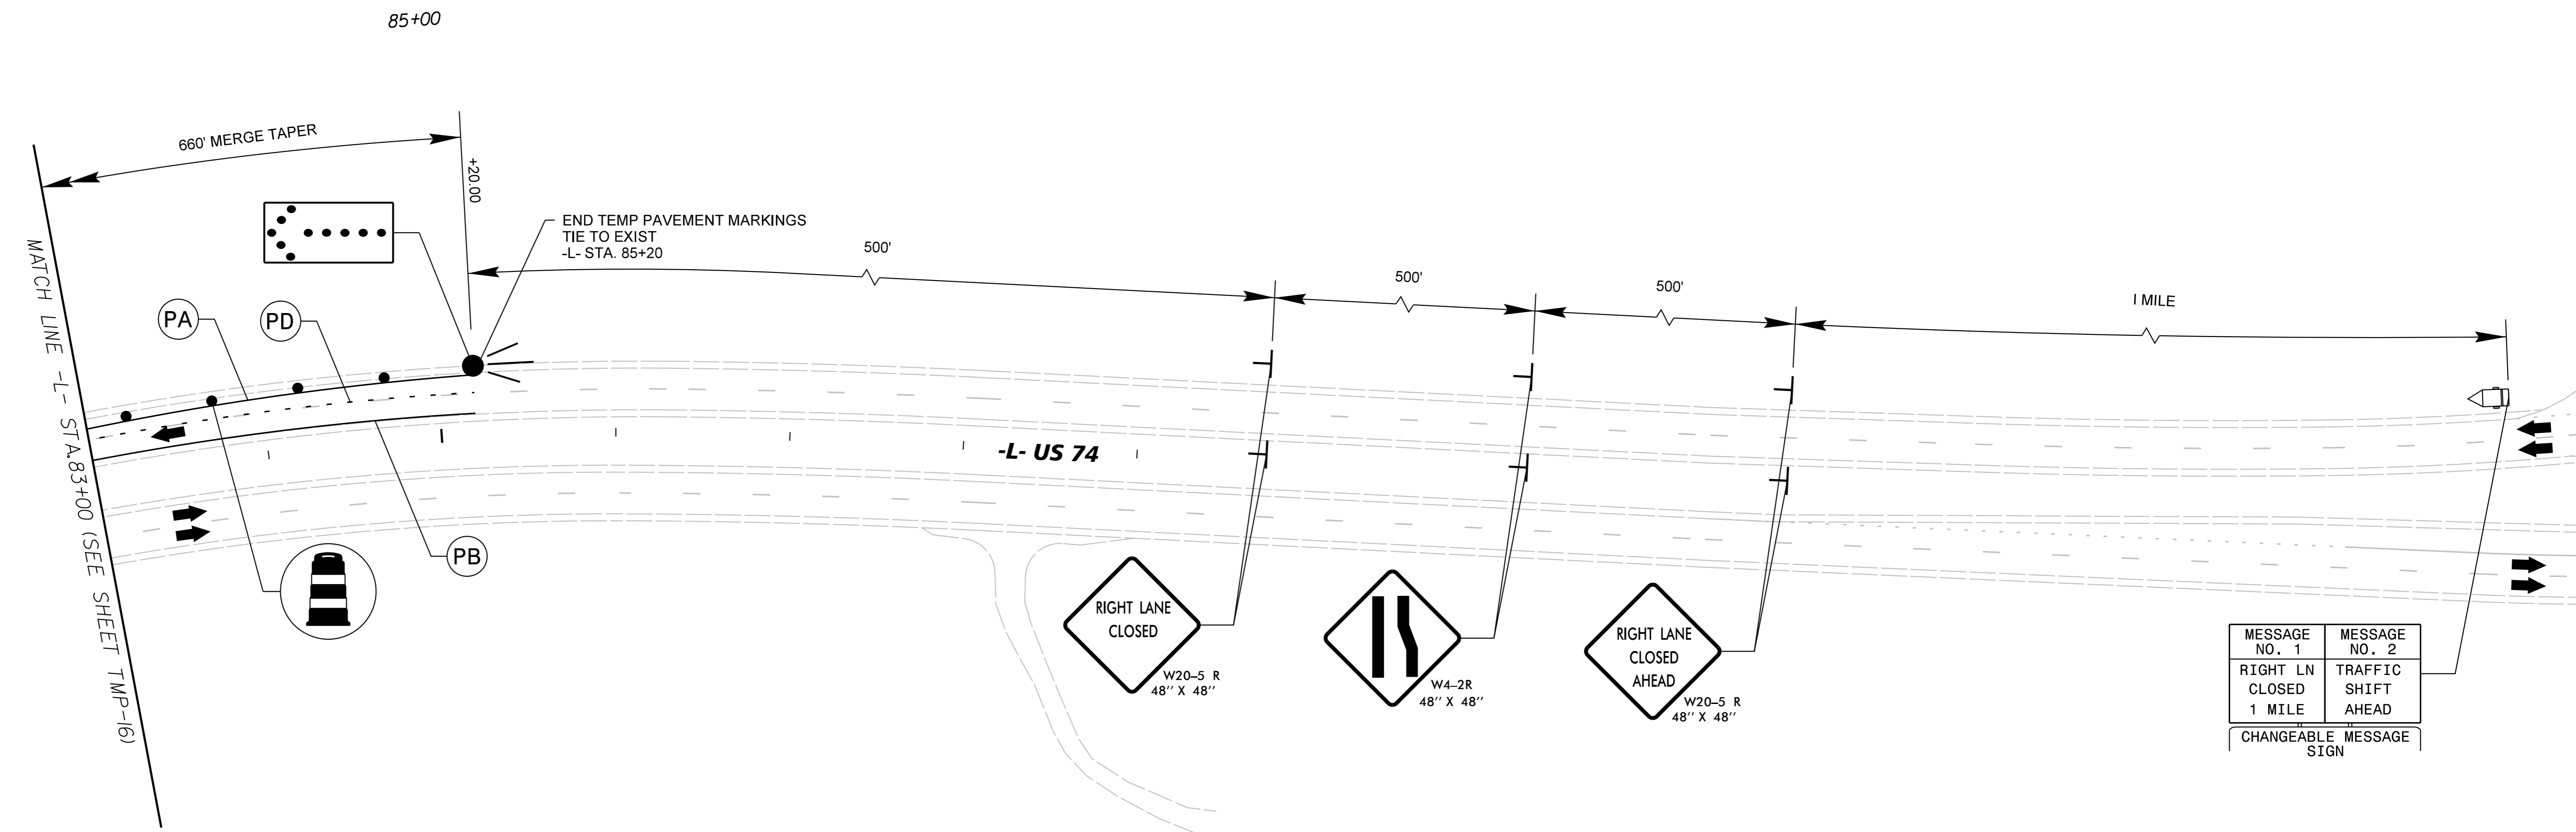 85+00
660' MERGE TAPER
+20.00
END TEMP PAVEMENT MARKINGS
TIE TO EXIST
-L- STA. 85+20
500'
500'
500'
1 MILE
MATCH LINE -L- STA.83+00 (SEE SHEET TMP-16)
PA
PD
PB
-L- US 74
RIGHT LANE
CLOSED
W20-5 R
48" X 48"
W4-2R
48" X 48"
RIGHT LANE
CLOSED
AHEAD
W20-5 R
48" X 48"
MESSAGE
NO. 1
RIGHT LN
CLOSED
1 MILE
MESSAGE
NO. 2
TRAFFIC
SHIFT
AHEAD
CHANGEABLE MESSAGE
SIGN